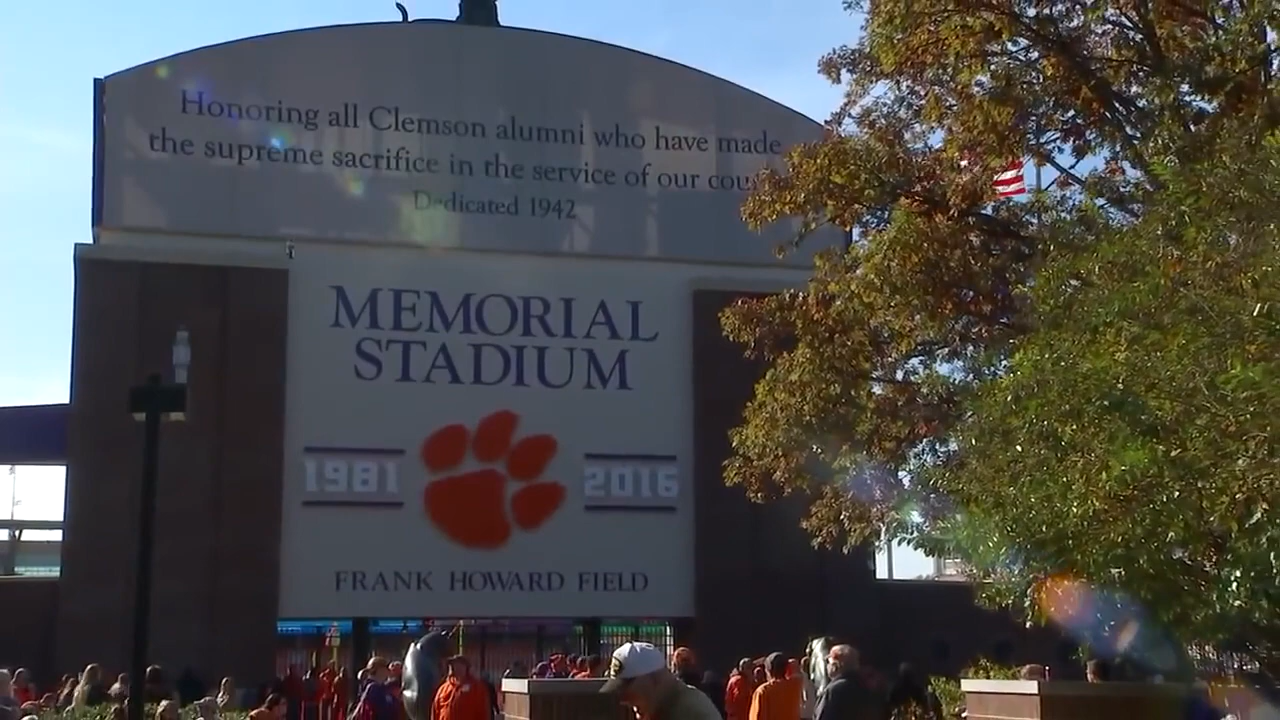 Honoring all Clemson alumni who have made
the supreme sacrifice in the service of our
Dedicated 1942
MEMORIAL
STADIUM
1981
2016
FRANK HOWARD FIELD